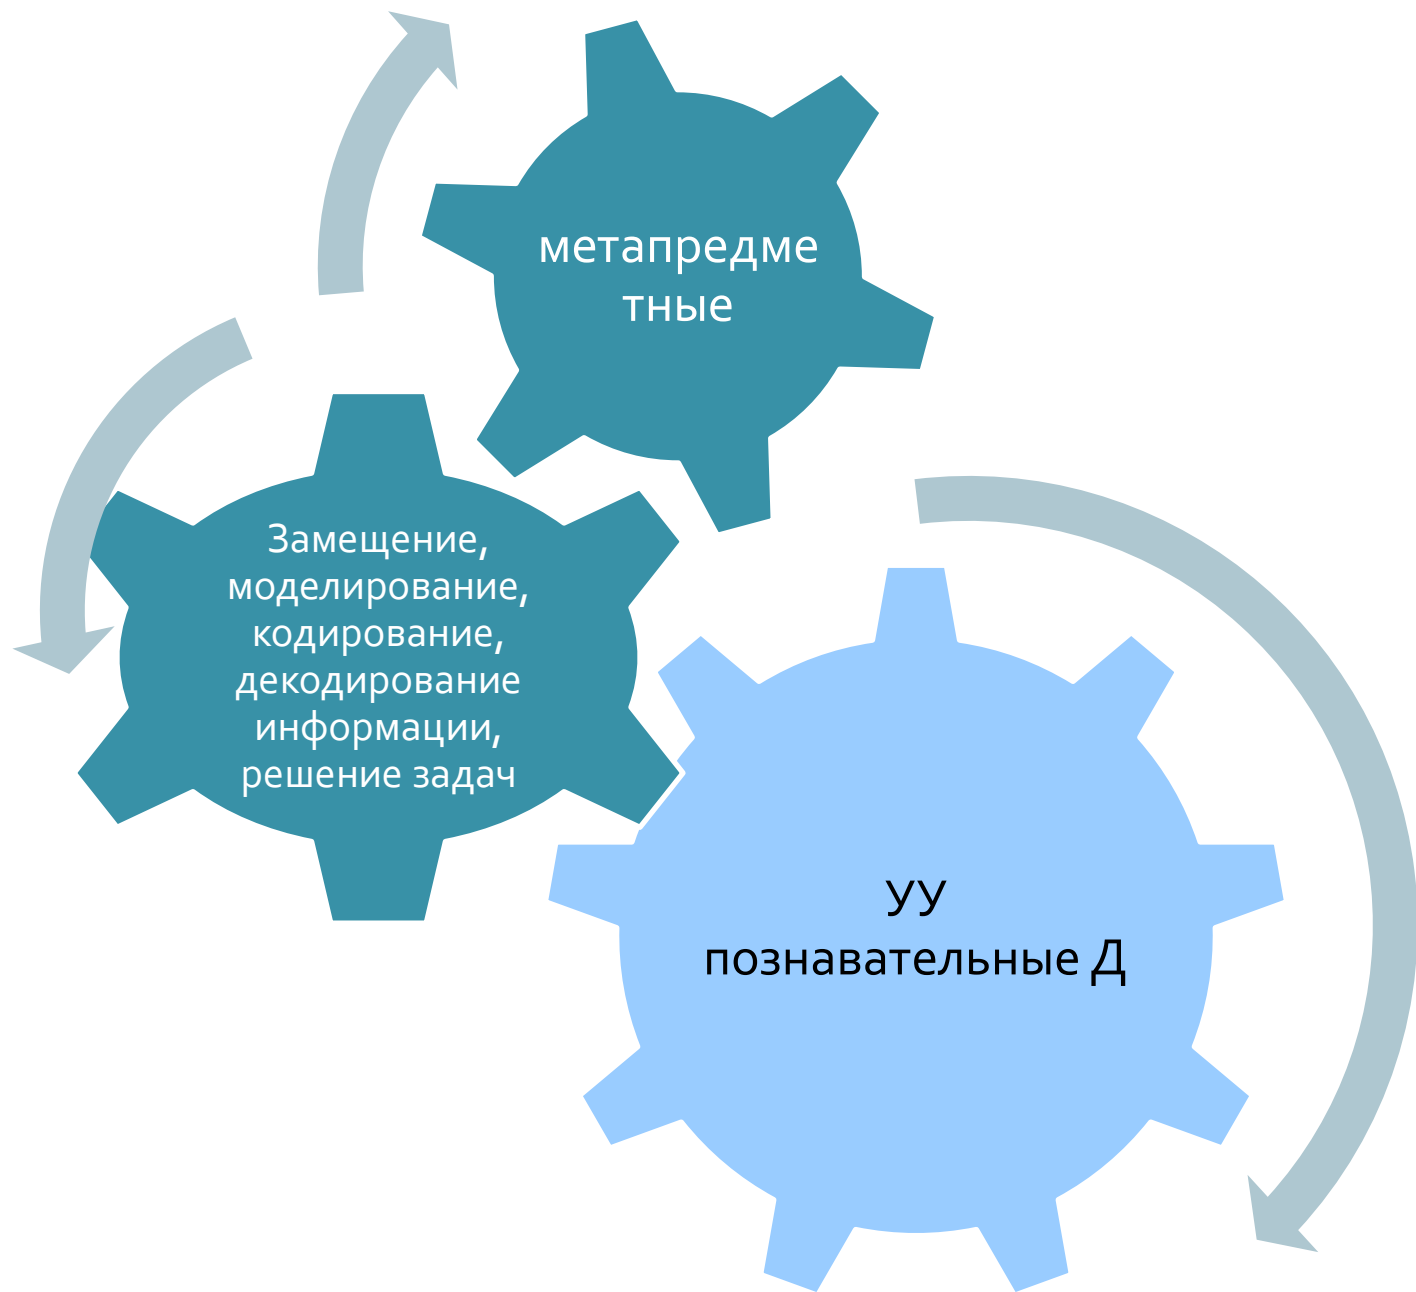 метапредме
тные
Замещение,
моделирование,
кодирование,
декодирование
информации,
решение задач
УУ
познавательные Д